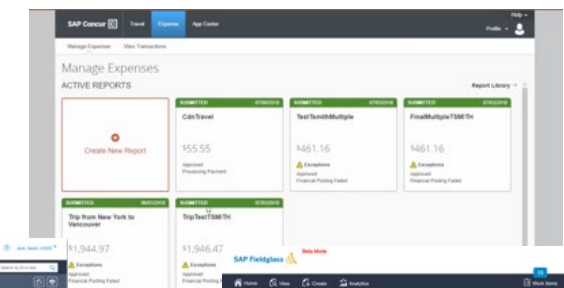 Help
SAP Concur Travel Expense App Center
Profile
Manage Expenses View Transactions
Manage Expenses
ACTIVE REPORTS
Report Library
Create New Report
SUBMITTED
CdnTravel
$55.55
Approved
Processing Payment
SUBMITTED
TestTsmithMultiple
$461.16
Exceptions
Approved
Financial Posting Failed
SUBMITTED
FinalMultipleTSMITH
$461.16
Exceptions
Approved
Financial Posting Failed
SUBMITTED
Trip from New York to
Vancouver
$1,944.97
Exceptions
Approved
Financial Posting Failed
SUBMITTED
TripTestTSMITH
$1,946.47
Exceptions
Approved
Financial Posting Failed
SAP Fieldglass
Beta Mode
Home View Create Analytics
Work Items